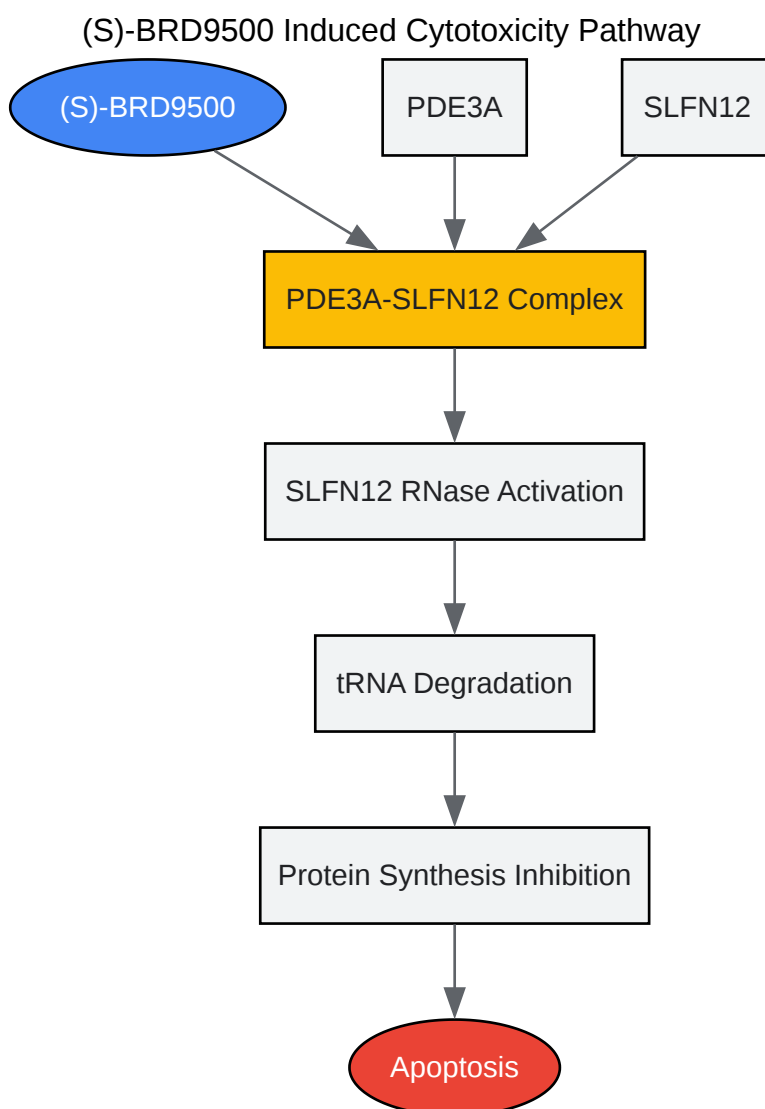 (S)-BRD9500 Induced Cytotoxicity Pathway
(S)-BRD9500
PDE3A
SLFN12
PDE3A-SLFN12 Complex
SLFN12 RNase Activation
tRNA Degradation
Protein Synthesis Inhibition
Apoptosis